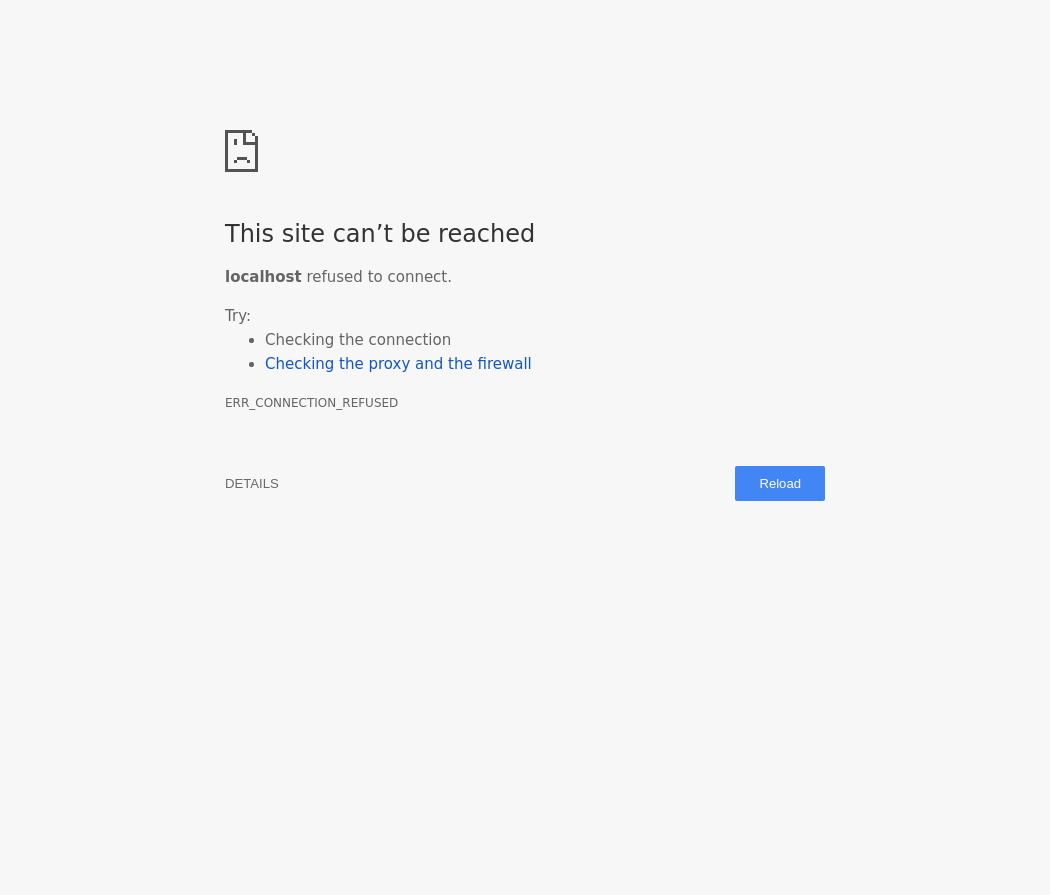 This site can’t be reached
localhost refused to connect.
Try:
Checking the connection
Checking the proxy and the firewall
ERR_CONNECTION_REFUSED
DETAILS
Reload